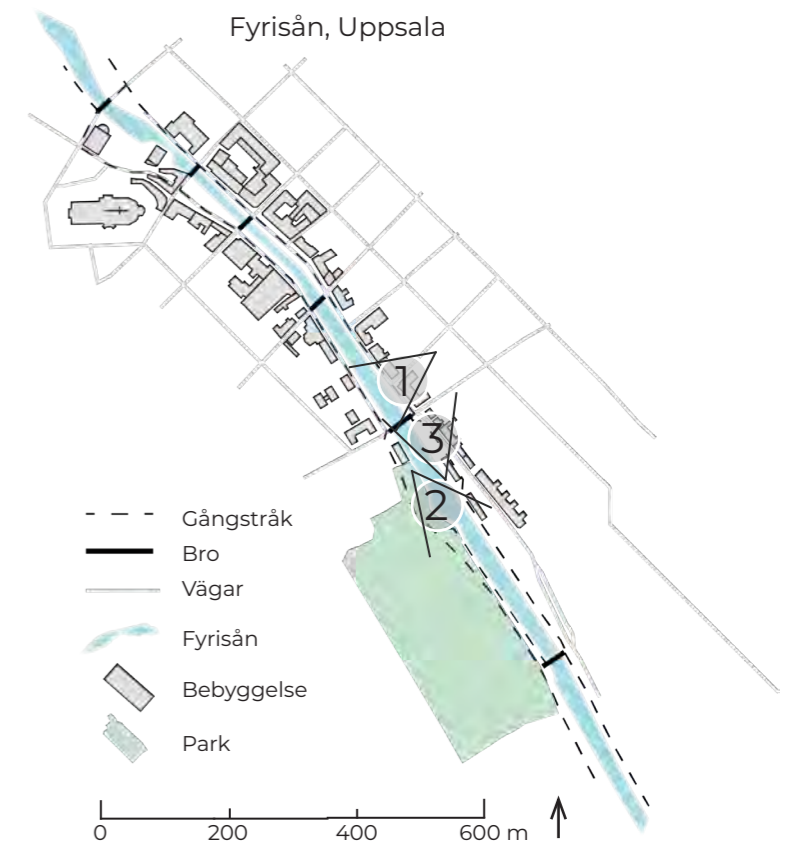 Fyrisån, Uppsala
1
3
2
Gångstråk
Bro
Vägar
Fyrisån
Bebyggelse
Park
0 200 400 600 m